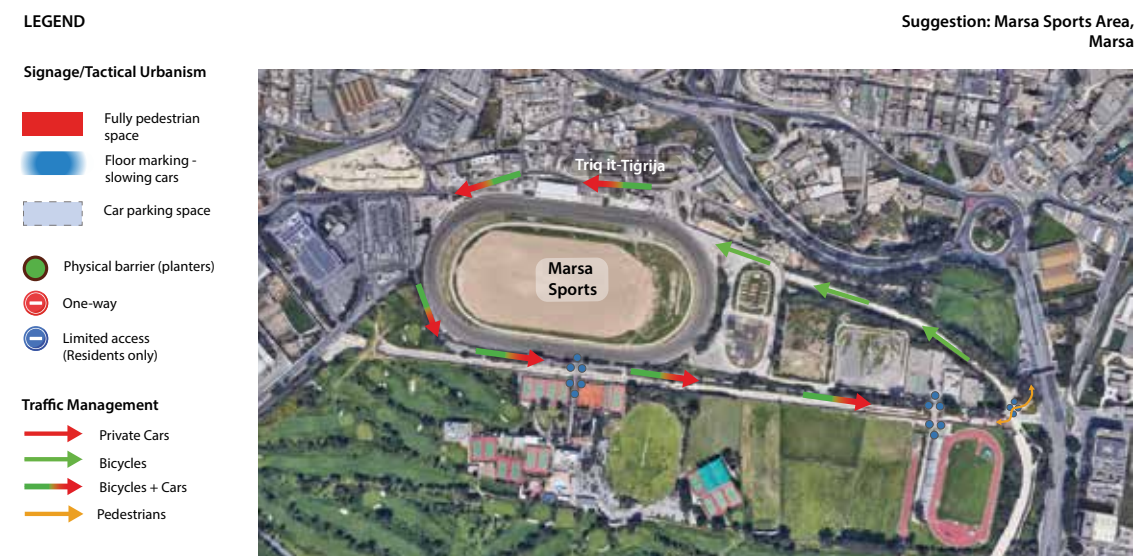 LEGEND
Suggestion: Marsa Sports Area,
Marsa
Signage/Tactical Urbanism
Fully pedestrian
space
Floor marking -
slowing cars
Car parking space
Physical barrier (planters)
One-way
Limited access
(Residents only)
Traffic Management
Private Cars
Bicycles
Bicycles + Cars
Pedestrians
Triq it-Tiġrija
Marsa
Sports